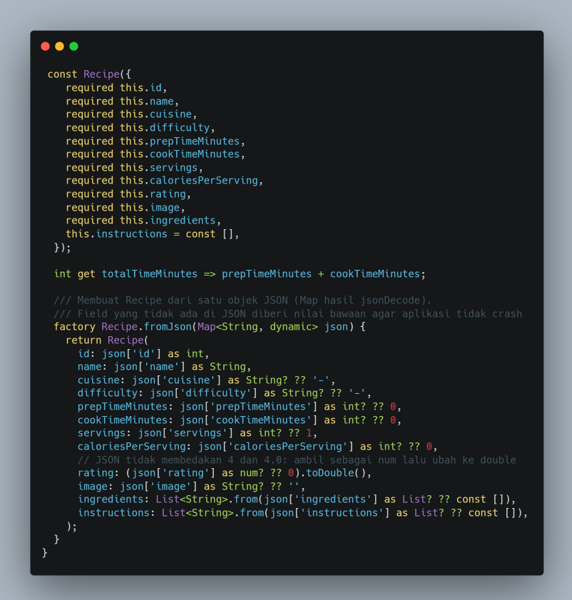 const Recipe({
required this.id,
required this.name,
required this.cuisine,
required this.difficulty,
required this.prepTimeMinutes,
required this.cookTimeMinutes,
required this.servings,
required this.caloriesPerServing,
required this.rating,
required this.image,
required this.ingredients,
this.instructions = const [],
});

int get totalTimeMinutes => prepTimeMinutes + cookTimeMinutes;

/// Membuat Recipe dari satu objek JSON (Map hasil jsonDecode).
/// Field yang tidak ada di JSON diberi nilai bawaan agar aplikasi tidak crash
factory Recipe.fromJson(Map<String, dynamic> json) {
return Recipe(
id: json['id'] as int,
name: json['name'] as String,
cuisine: json['cuisine'] as String? ?? '-',
difficulty: json['difficulty'] as String? ?? '-',
prepTimeMinutes: json['prepTimeMinutes'] as int? ?? 0,
cookTimeMinutes: json['cookTimeMinutes'] as int? ?? 0,
servings: json['servings'] as int? ?? 1,
caloriesPerServing: json['caloriesPerServing'] as int? ?? 0,
// JSON tidak membedakan 4 dan 4.0: ambil sebagai num lalu ubah ke double
rating: (json['rating'] as num? ?? 0).toDouble(),
image: json['image'] as String? ?? '',
ingredients: List<String>.from(json['ingredients'] as List? ?? const []),
instructions: List<String>.from(json['instructions'] as List? ?? const []),
);
}
}